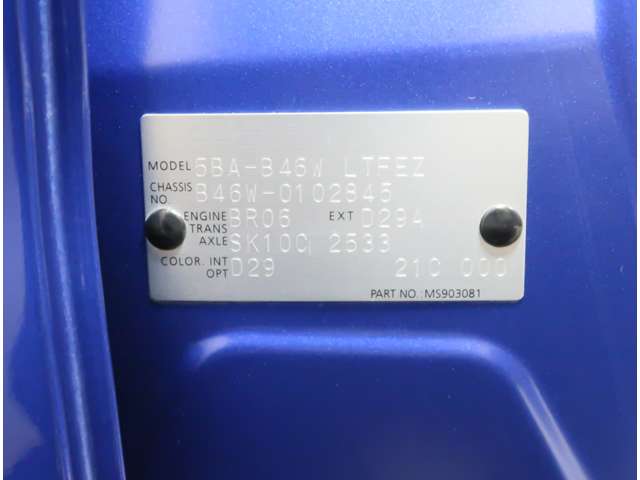 MODEL 5BA-B46W LTFEZ
CHASSIS NO. B46W-0102845
ENGINE BR06 EXT D29A
TRANS AXLE SK10C 2533
COLOR. INT OPT D29 21C 000
PART NO.:MS903081